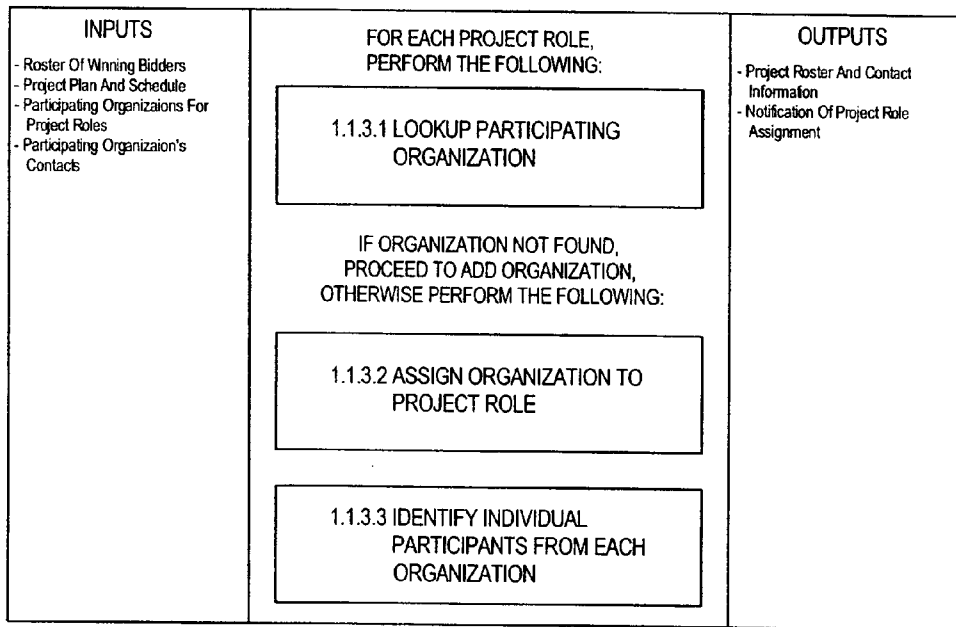 INPUTS
- Roster Of Winning Bidders
- Project Plan And Schedule
- Participating Organizaions For
Project Roles
- Participating Organizaion's
Contacts
FOR EACH PROJECT ROLE,
PERFORM THE FOLLOWING:
1.1.3.1 LOOKUP PARTICIPATING
ORGANIZATION
IF ORGANIZATION NOT FOUND,
PROCEED TO ADD ORGANIZATION,
OTHERWISE PERFORM THE FOLLOWING:
1.1.3.2 ASSIGN ORGANIZATION TO
PROJECT ROLE
1.1.3.3 IDENTIFY INDIVIDUAL
PARTICIPANTS FROM EACH
ORGANIZATION
OUTPUTS
- Project Roster And Contact
Information
- Notification Of Project Role
Assignment